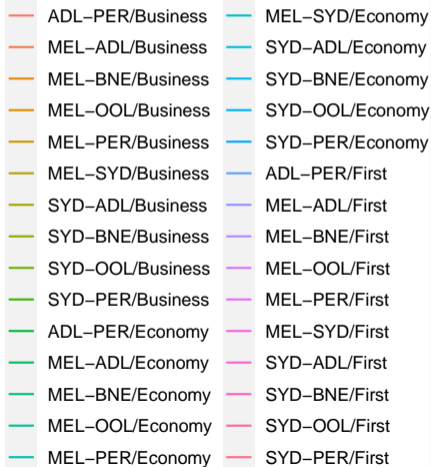 ADL−PER/Business
MEL−ADL/Business
MEL−BNE/Business
MEL−OOL/Business
MEL−PER/Business
MEL−SYD/Business
SYD−ADL/Business
SYD−BNE/Business
SYD−OOL/Business
SYD−PER/Business
ADL−PER/Economy
MEL−ADL/Economy
MEL−BNE/Economy
MEL−OOL/Economy
MEL−PER/Economy
MEL−SYD/Economy
SYD−ADL/Economy
SYD−BNE/Economy
SYD−OOL/Economy
SYD−PER/Economy
ADL−PER/First
MEL−ADL/First
MEL−BNE/First
MEL−OOL/First
MEL−PER/First
MEL−SYD/First
SYD−ADL/First
SYD−BNE/First
SYD−OOL/First
SYD−PER/First